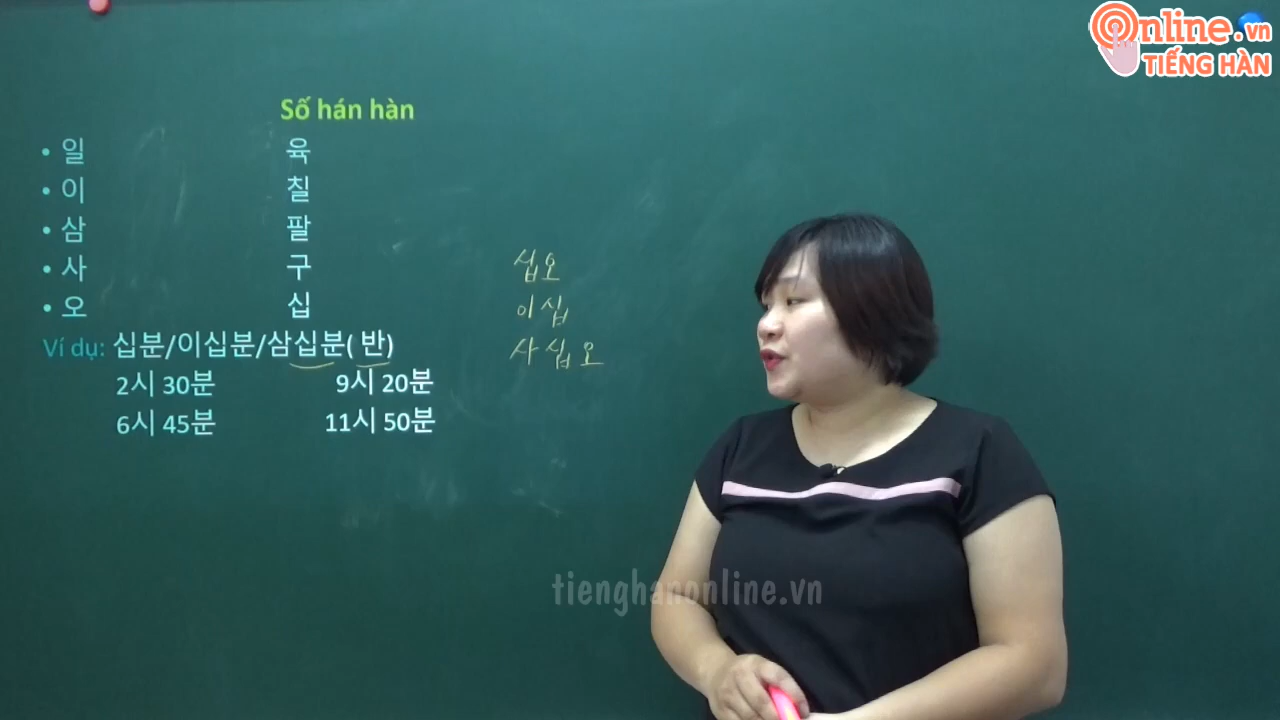 Online.vn
TIẾNG HÀN
Số hán hàn
• 일 육
• 이 칠
• 삼 팔
• 사 구
• 오 십
Ví dụ: 십분/이십분/삼십분( 반)
2시 30분 9시 20분
6시 45분 11시 50분
십오
이십
사십오
tienghanonline.vn